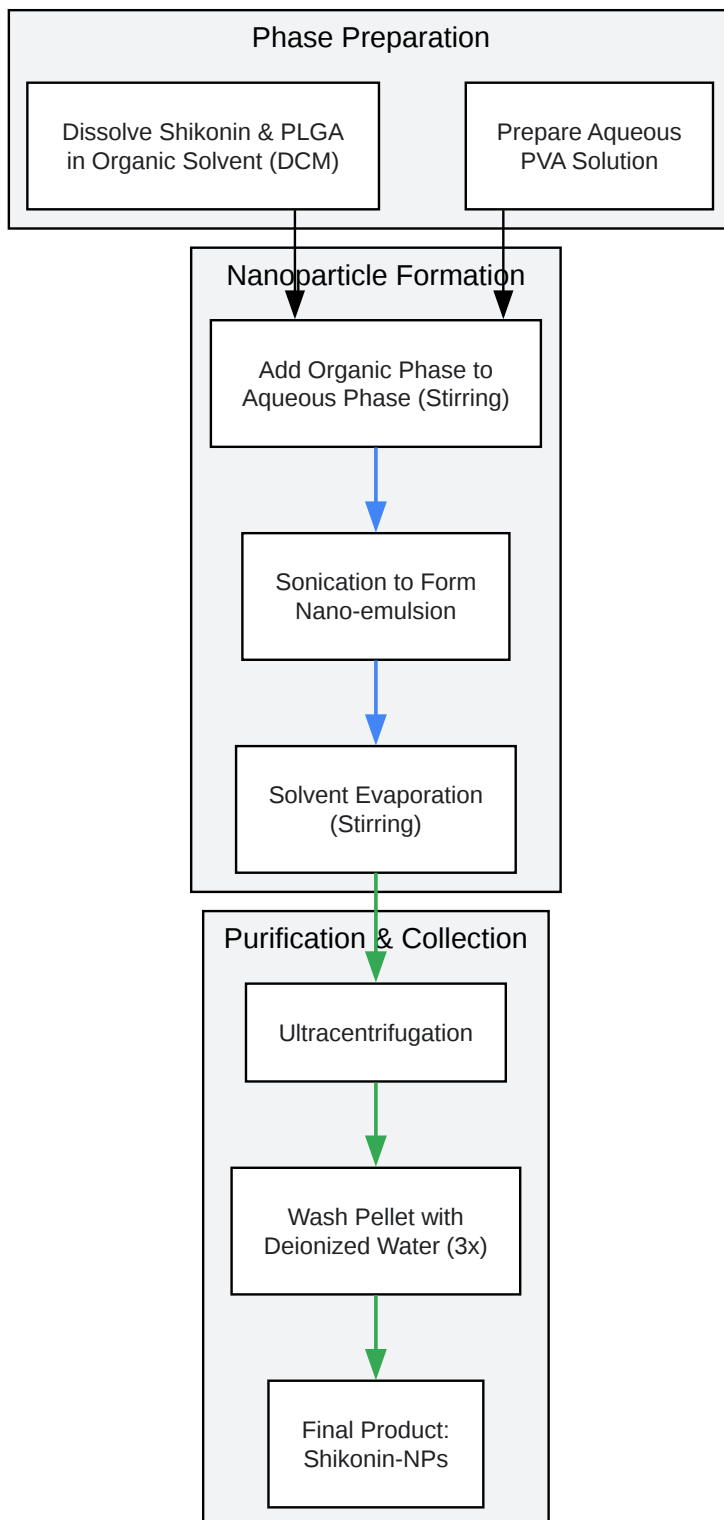 Phase Preparation
Dissolve Shikonin & PLGA
in Organic Solvent (DCM)
Prepare Aqueous
PVA Solution
Nanoparticle Formation
Add Organic Phase to
Aqueous Phase (Stirring)
Sonication to Form
Nano-emulsion
Solvent Evaporation
(Stirring)
Purification & Collection
Ultracentrifugation
Wash Pellet with
Deionized Water (3x)
Final Product:
Shikonin-NPs